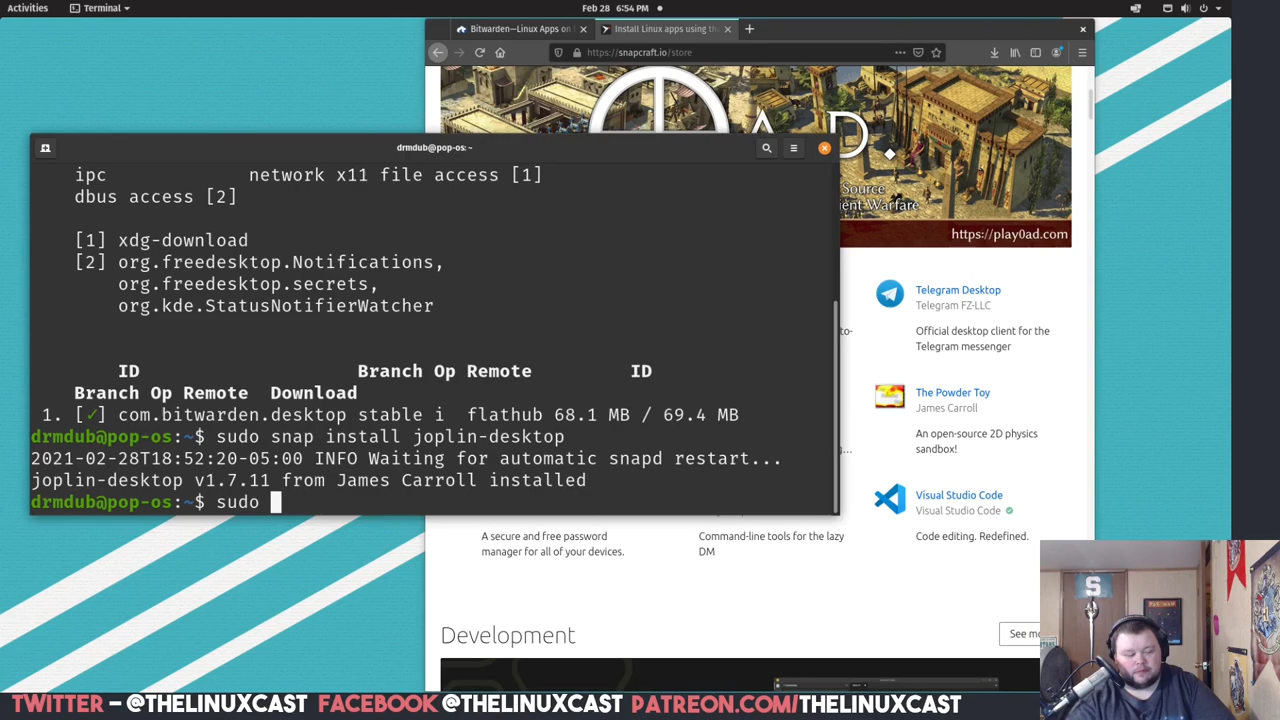 Activities
Terminal
Feb 28 6:54 PM
Bitwarden—Linux Apps on
Install Linux apps using the
https://snapcraft.io/store
A.D.
Source
cient Warfare
https://play0ad.com
drmdub@pop-os: ~
ipc network x11 file access [1]
dbus access [2]
[1] xdg-download
[2] org.freedesktop.Notifications,
org.freedesktop.secrets,
org.kde.StatusNotifierWatcher
ID Branch Op Remote ID
Branch Op Remote Download
1. [✓] com.bitwarden.desktop stable i flathub 68.1 MB / 69.4 MB
drmdub@pop-os:~$ sudo snap install joplin-desktop
2021-02-28T18:52:20-05:00 INFO Waiting for automatic snapd restart...
joplin-desktop v1.7.11 from James Carroll installed
drmdub@pop-os:~$ sudo
Telegram Desktop
Telegram FZ-LLC
Official desktop client for the
Telegram messenger
to-
The Powder Toy
James Carroll
An open-source 2D physics
sandbox!
Visual Studio Code
Visual Studio Code
Code editing. Redefined.
A secure and free password
manager for all of your devices.
Command-line tools for the lazy
DM
Development
See mo
S
TWITTER – @THELINUXCAST FACEBOOK @THELINUXCAST PATREON.COM/THELINUXCAST